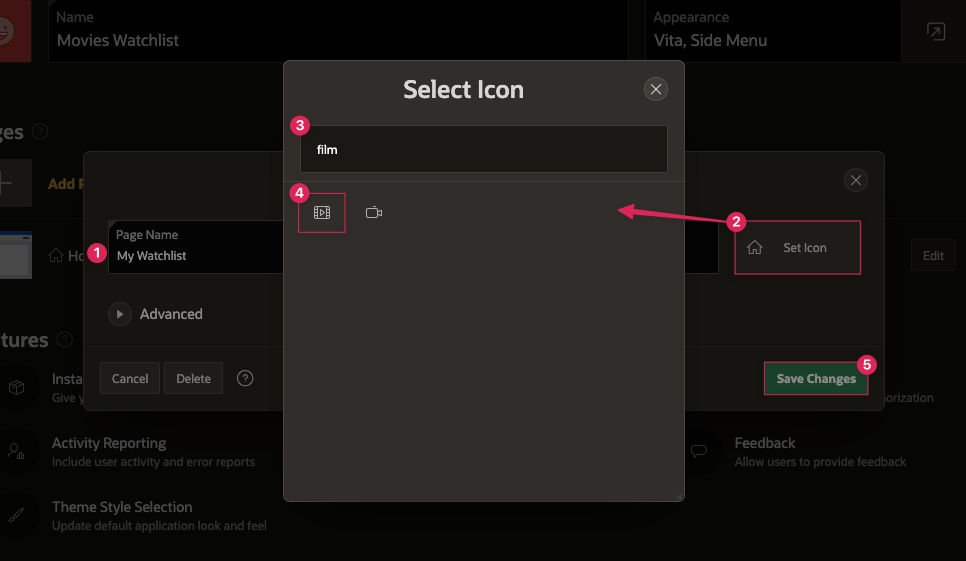 Name
Movies Watchlist
Appearance
Vita, Side Menu
Select Icon
3
film
ges ?
Add P
4
2
Page Name
1
My Watchlist
Set Icon
Ho
Edit
Advanced
tures ?
5
Cancel
Delete
?
Save Changes
Insta
Give y
orization
Activity Reporting
Include user activity and error reports
Feedback
Allow users to provide feedback
Theme Style Selection
Update default application look and feel